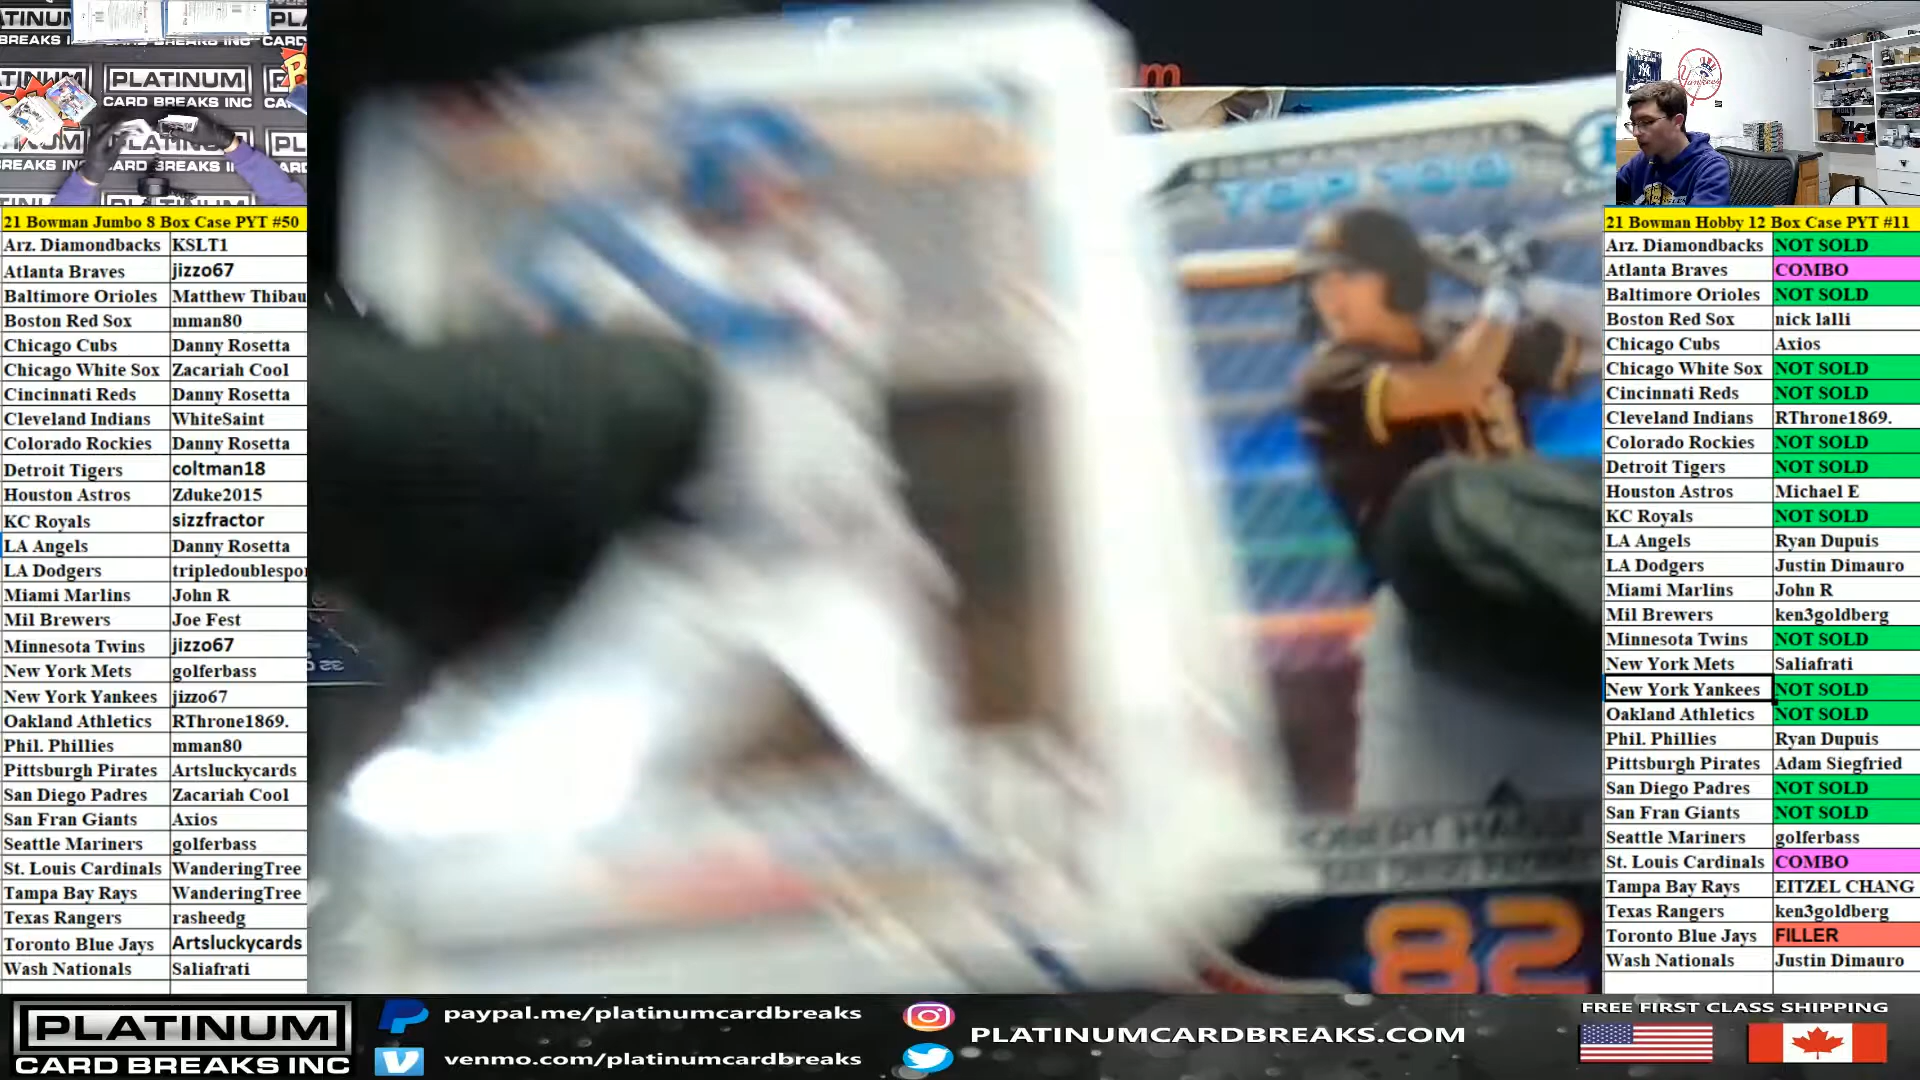 PLATINUM
CARD BREAKS INC
21 Bowman Jumbo 8 Box Case PYT #50
Arz. Diamondbacks KSLT1
Atlanta Braves jizzo67
Baltimore Orioles Matthew Thibau
Boston Red Sox mman80
Chicago Cubs Danny Rosetta
Chicago White Sox Zacariah Cool
Cincinnati Reds Danny Rosetta
Cleveland Indians WhiteSaint
Colorado Rockies Danny Rosetta
Detroit Tigers coltman18
Houston Astros Zduke2015
KC Royals sizzfractor
LA Angels Danny Rosetta
LA Dodgers tripledoublespor
Miami Marlins John R
Mil Brewers Joe Fest
Minnesota Twins jizzo67
New York Mets golferbass
New York Yankees jizzo67
Oakland Athletics RThrone1869.
Phil. Phillies mman80
Pittsburgh Pirates Artsluckycards
San Diego Padres Zacariah Cool
San Fran Giants Axios
Seattle Mariners golferbass
St. Louis Cardinals WanderingTree
Tampa Bay Rays WanderingTree
Texas Rangers rasheedg
Toronto Blue Jays Artsluckycards
Wash Nationals Saliafrati
TOP 100
82
21 Bowman Hobby 12 Box Case PYT #11
Arz. Diamondbacks NOT SOLD
Atlanta Braves COMBO
Baltimore Orioles NOT SOLD
Boston Red Sox nick lalli
Chicago Cubs Axios
Chicago White Sox NOT SOLD
Cincinnati Reds NOT SOLD
Cleveland Indians RThrone1869.
Colorado Rockies NOT SOLD
Detroit Tigers NOT SOLD
Houston Astros Michael E
KC Royals NOT SOLD
LA Angels Ryan Dupuis
LA Dodgers Justin Dimauro
Miami Marlins John R
Mil Brewers ken3goldberg
Minnesota Twins NOT SOLD
New York Mets Saliafrati
New York Yankees NOT SOLD
Oakland Athletics NOT SOLD
Phil. Phillies Ryan Dupuis
Pittsburgh Pirates Adam Siegfried
San Diego Padres NOT SOLD
San Fran Giants NOT SOLD
Seattle Mariners golferbass
St. Louis Cardinals COMBO
Tampa Bay Rays EITZEL CHANG
Texas Rangers ken3goldberg
Toronto Blue Jays FILLER
Wash Nationals Justin Dimauro
PLATINUM
CARD BREAKS INC
paypal.me/platinumcardbreaks
venmo.com/platinumcardbreaks
PLATINUMCARDBREAKS.COM
FREE FIRST CLASS SHIPPING